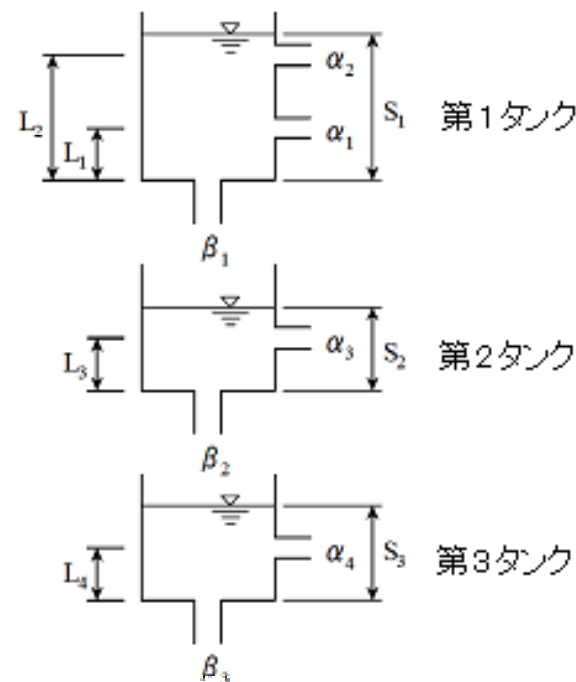 α₂
L₂
S₁
第1タンク
L₁
α₁
β₁
L₃
α₃
S₂
第2タンク
β₂
L₄
α₄
S₃
第3タンク
β₃